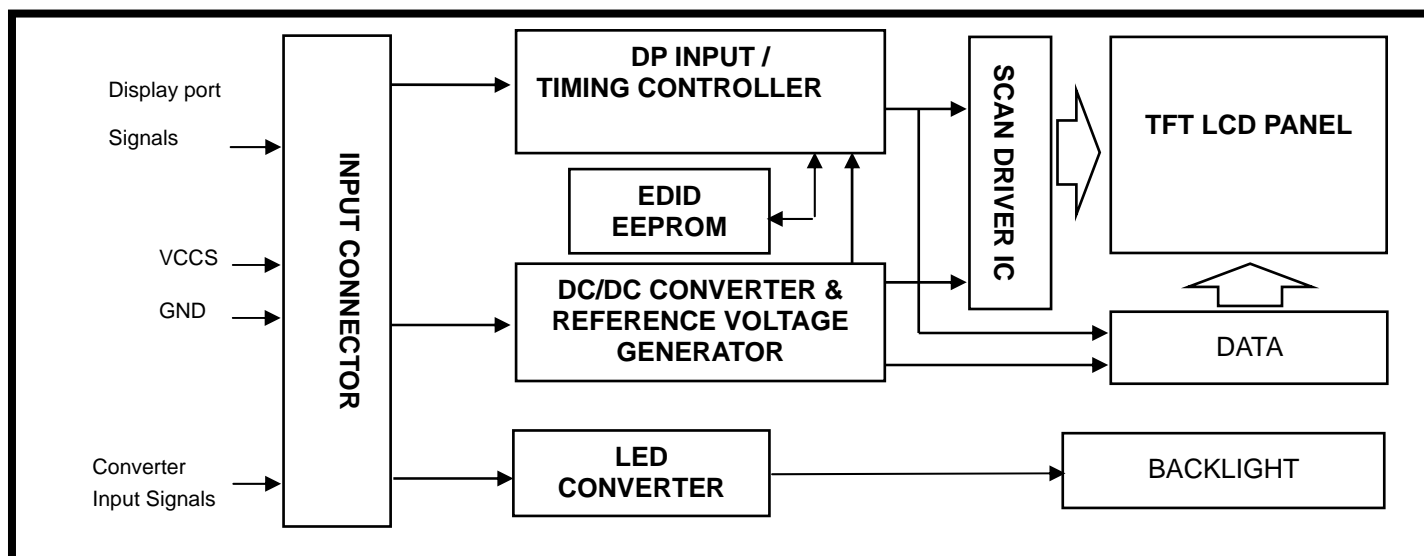 Display port
Signals
VCCS
GND
Converter
Input Signals
INPUT CONNECTOR
DP INPUT /
TIMING CONTROLLER
EDID
EEPROM
DC/DC CONVERTER &
REFERENCE VOLTAGE
GENERATOR
LED
CONVERTER
SCAN DRIVER IC
TFT LCD PANEL
DATA
BACKLIGHT